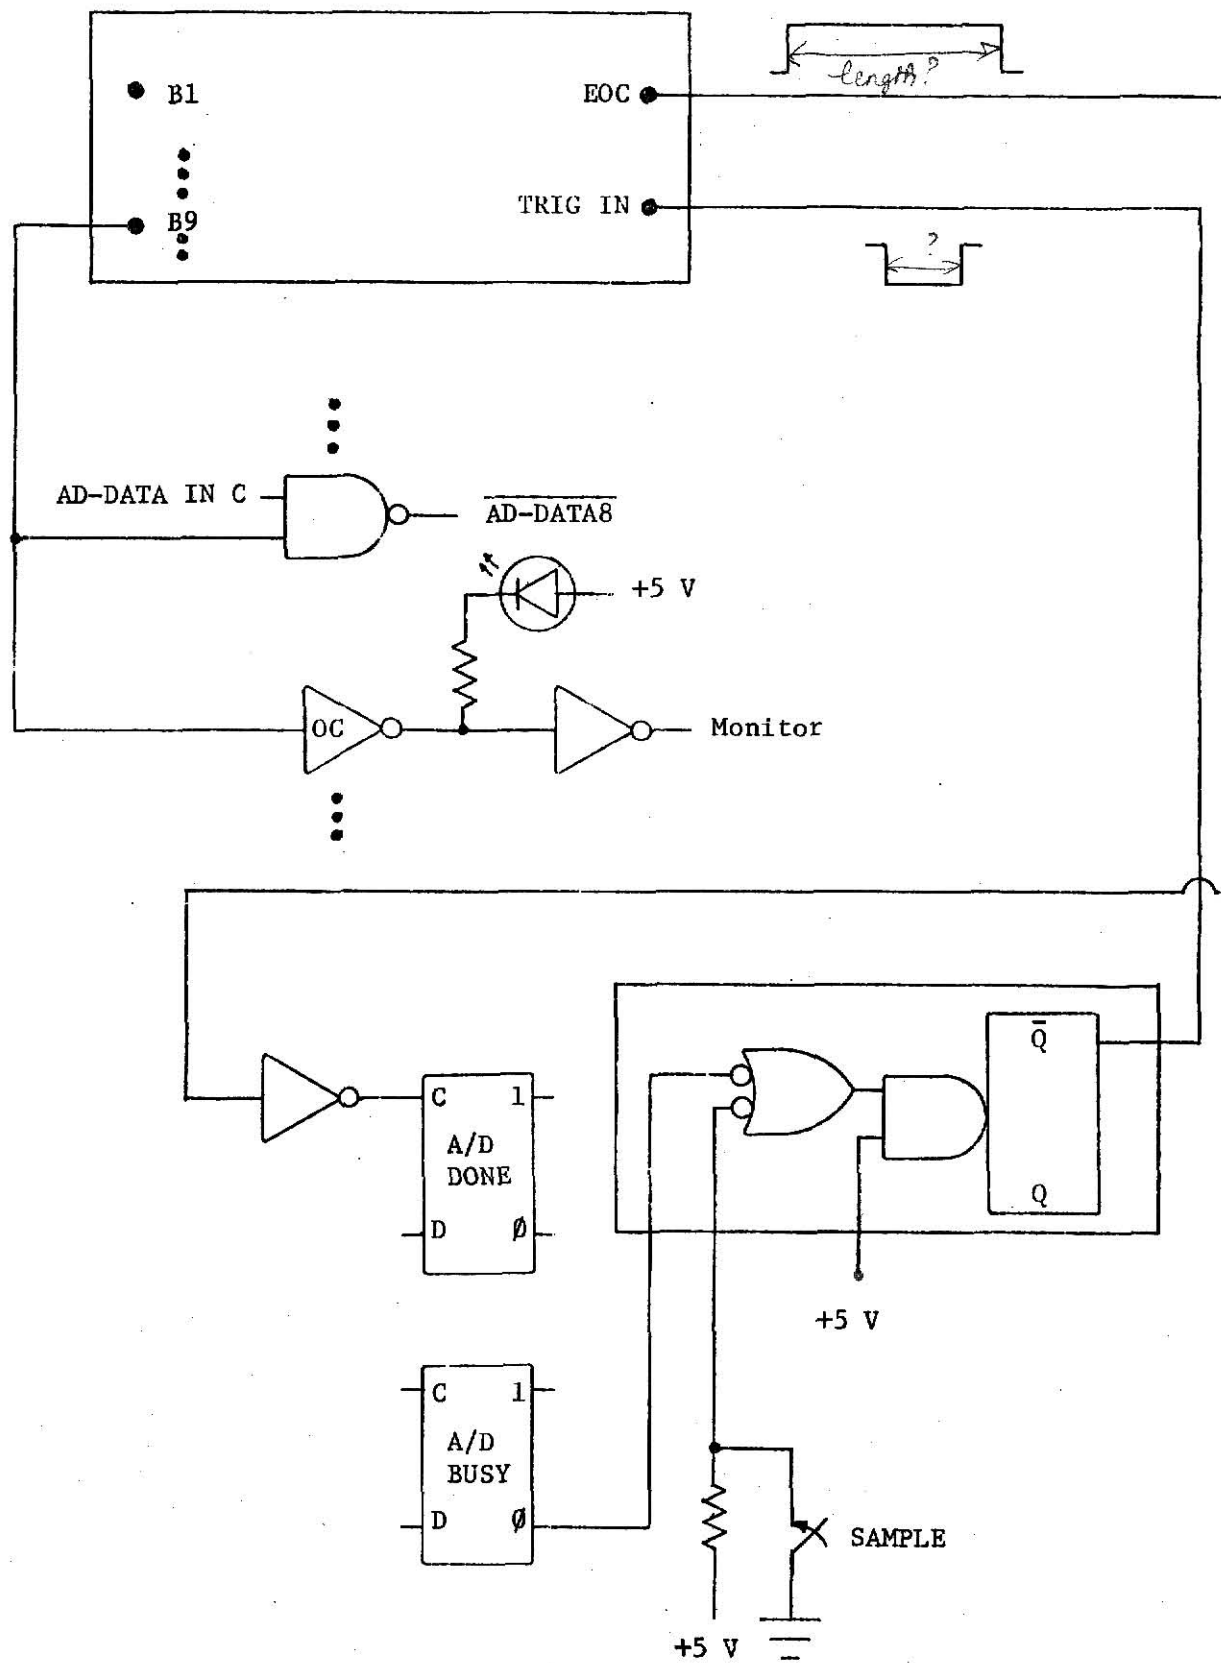 B1
EOC
length?
TRIG IN
B9
?
AD-DATA IN C
AD-DATA8
+5 V
OC
Monitor
Q̅
C 1
A/D
DONE
D Ø
Q
+5 V
C 1
A/D
BUSY
D Ø
SAMPLE
+5 V